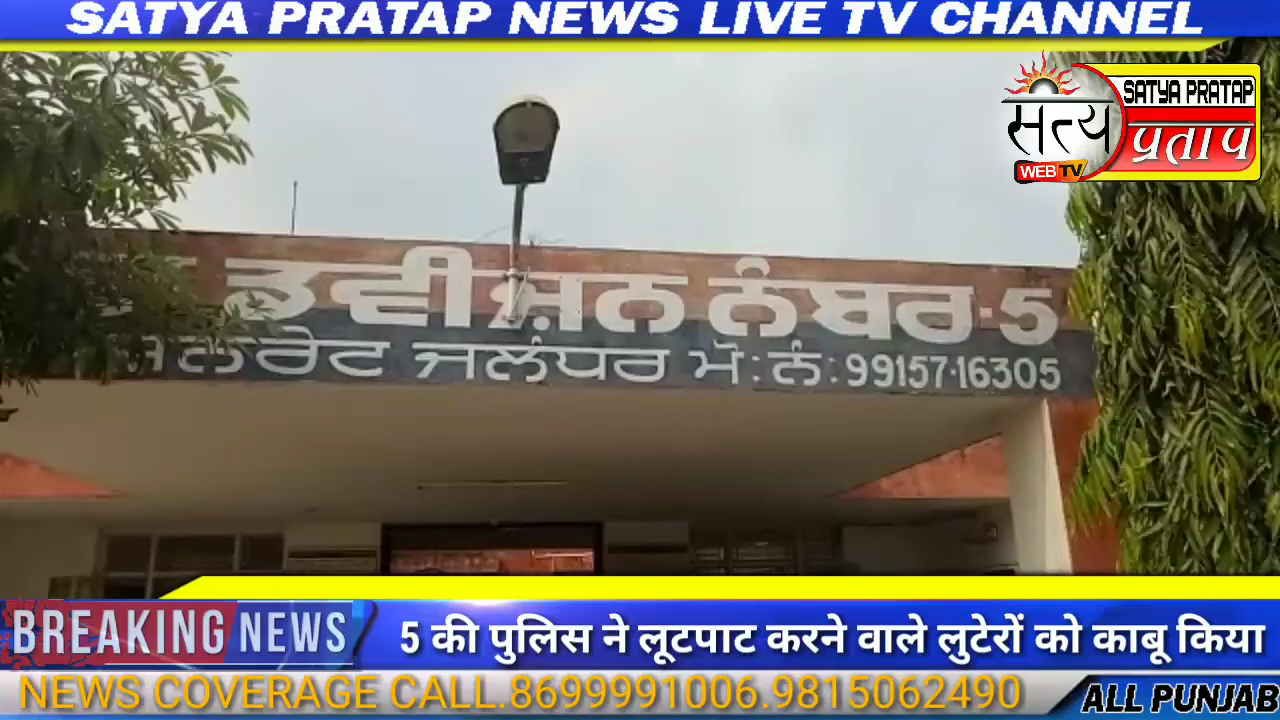 SATYA PRATAP NEWS LIVE TV CHANNEL
SATYA PRATAP
सत्य
प्रताप
WEB TV
ਡਵੀਜ਼ਨ ਨੰਬਰ·5
ਜਲੰਧਰ ਮੋ: ਨੰ: 99157·16305
BREAKING NEWS
5 की पुलिस ने लूटपाट करने वाले लुटेरों को काबू किया
NEWS COVERAGE CALL.8699991006.9815062490
ALL PUNJAB